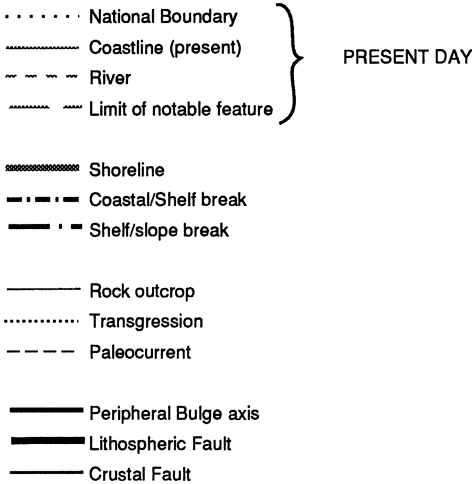 National Boundary
Coastline (present)
River
Limit of notable feature
PRESENT DAY
Shoreline
Coastal/Shelf break
Shelf/slope break
Rock outcrop
Transgression
Paleocurrent
Peripheral Bulge axis
Lithospheric Fault
Crustal Fault